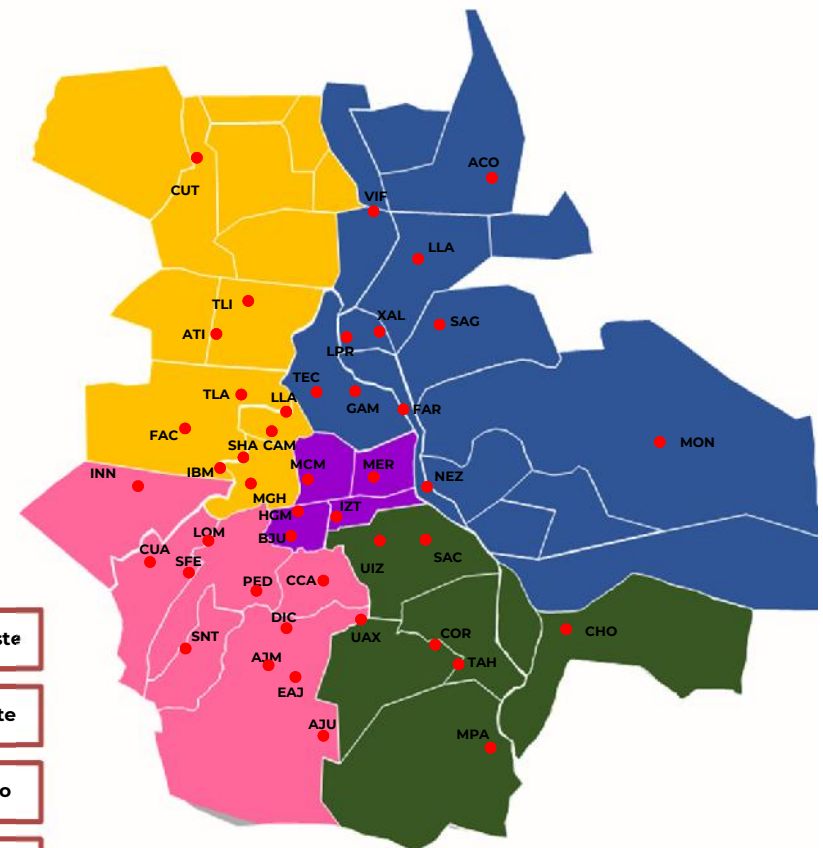 ACO
CUT
VIF
LLA
TLI
XAL
SAG
ATI
LPR
TEC
TLA
LLA
GAM
FAR
FAC
SHA
CAM
MON
IBM
MCM
MER
INN
NEZ
MGH
HGM
IZT
LOM
BJU
CUA
SFE
UIZ
SAC
PED
CCA
DIC
SNT
UAX
COR
CHO
AJM
TAH
EAJ
AJU
MPA
ste
te
o